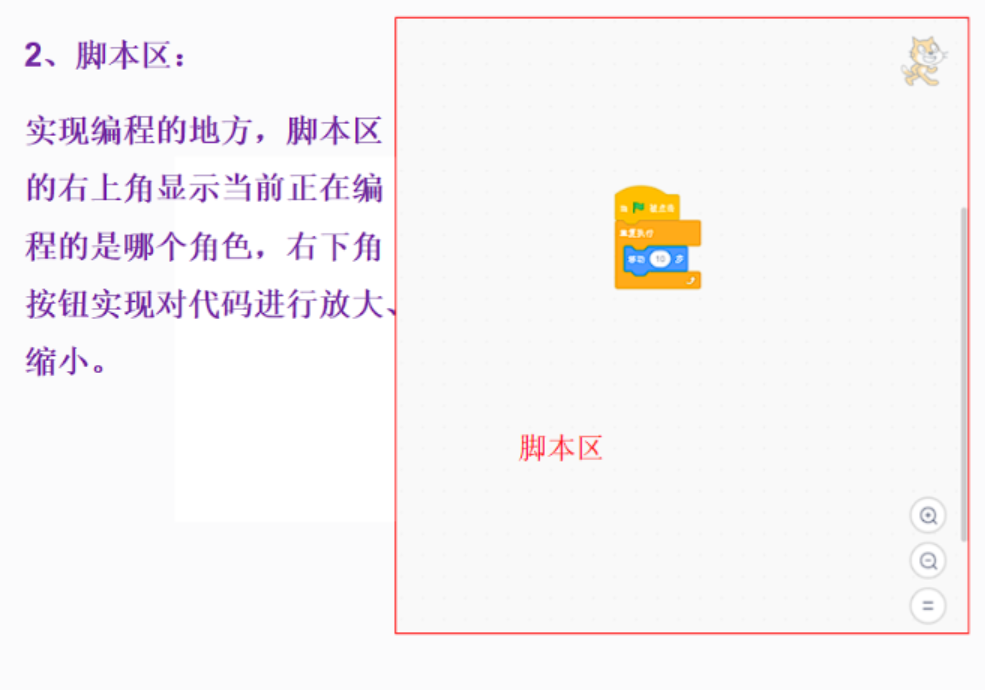 2、脚本区：
实现编程的地方，脚本区
的右上角显示当前正在编
程的是哪个角色，右下角
按钮实现对代码进行放大、
缩小。
当 被点击
重复执行
移动 10 步
脚本区